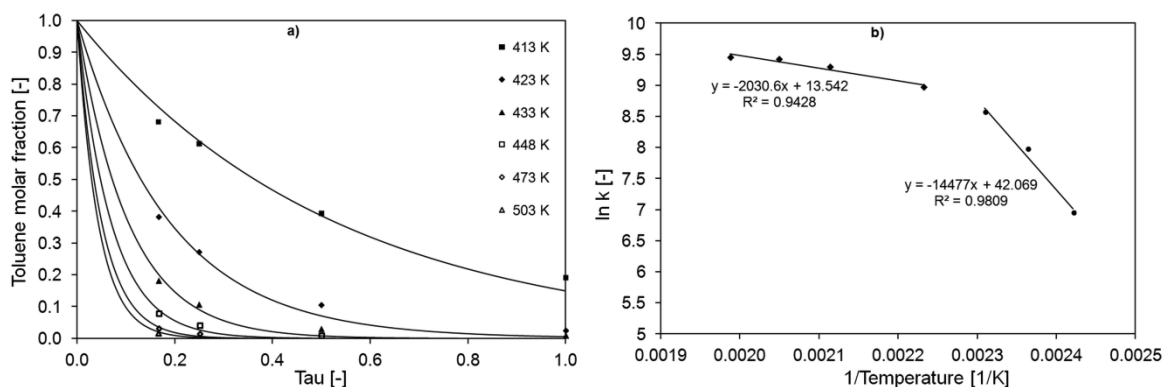 a)
1.0
0.9
0.8
0.7
0.6
0.5
0.4
0.3
0.2
0.1
0.0
Toluene molar fraction [-]
413 K
423 K
433 K
448 K
473 K
503 K
0.0 0.2 0.4 0.6 0.8 1.0
Tau [-]
b)
10
9.5
9
8.5
8
7.5
7
6.5
6
5.5
5
ln k [-]
y = -2030.6x + 13.542
R² = 0.9428
y = -14477x + 42.069
R² = 0.9809
0.0019 0.0020 0.0021 0.0022 0.0023 0.0024 0.0025
1/Temperature [1/K]